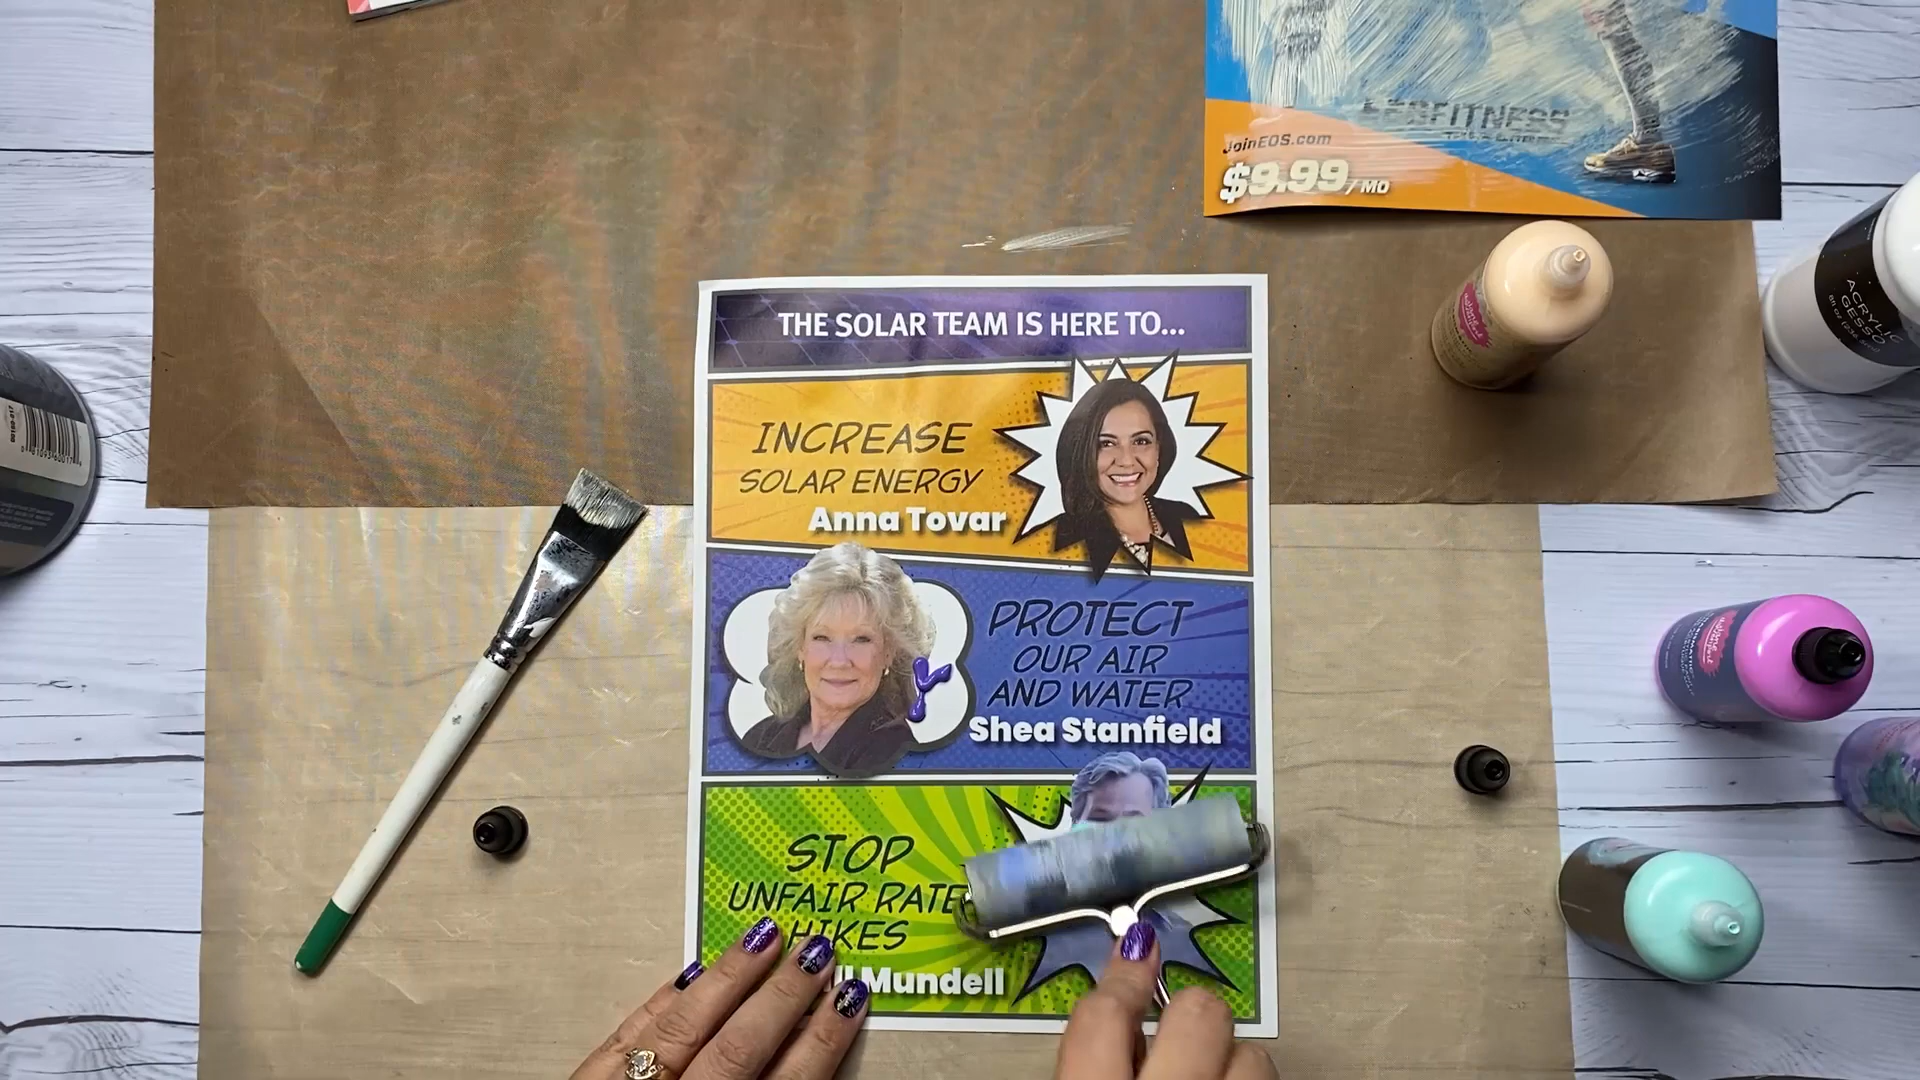 FITNESS
JoinEOS.com
$9.99/MO
ACRYLIC
GESSO
THE SOLAR TEAM IS HERE TO...
INCREASE
SOLAR ENERGY
Anna Tovar
PROTECT
OUR AIR
AND WATER
Shea Stanfield
STOP
UNFAIR RATE
HIKES
Mundell